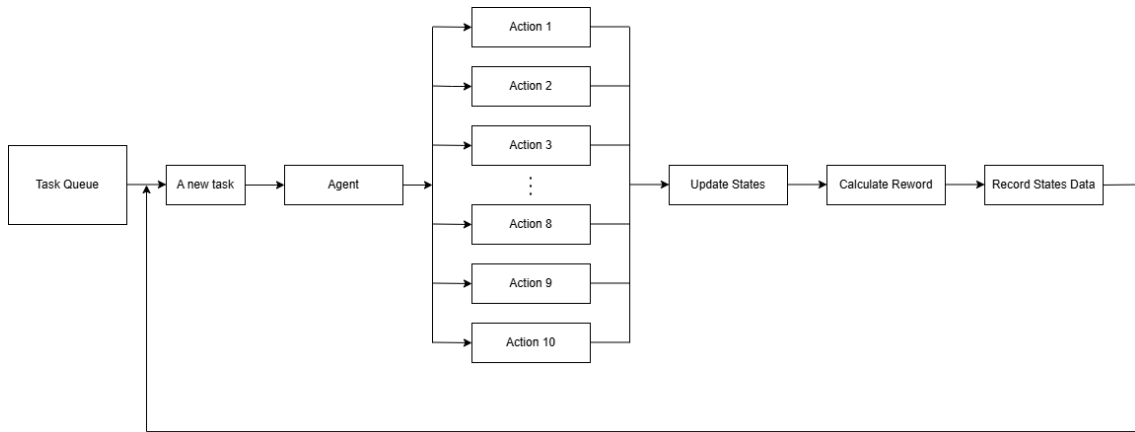 Task Queue
A new task
Agent
Action 1
Action 2
Action 3
⋮
Action 8
Action 9
Action 10
Update States
Calculate Reword
Record States Data